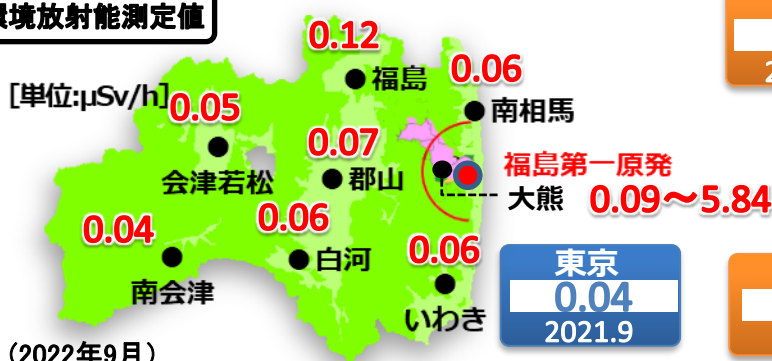 環境放射能測定値
[単位:μSv/h]
0.12
福島
0.06
南相馬
0.05
会津若松
0.07
郡山
福島第一原発
大熊
0.09～5.84
0.04
南会津
0.06
白河
0.06
いわき
東京
0.04
2021.9
2
(2022年9月)